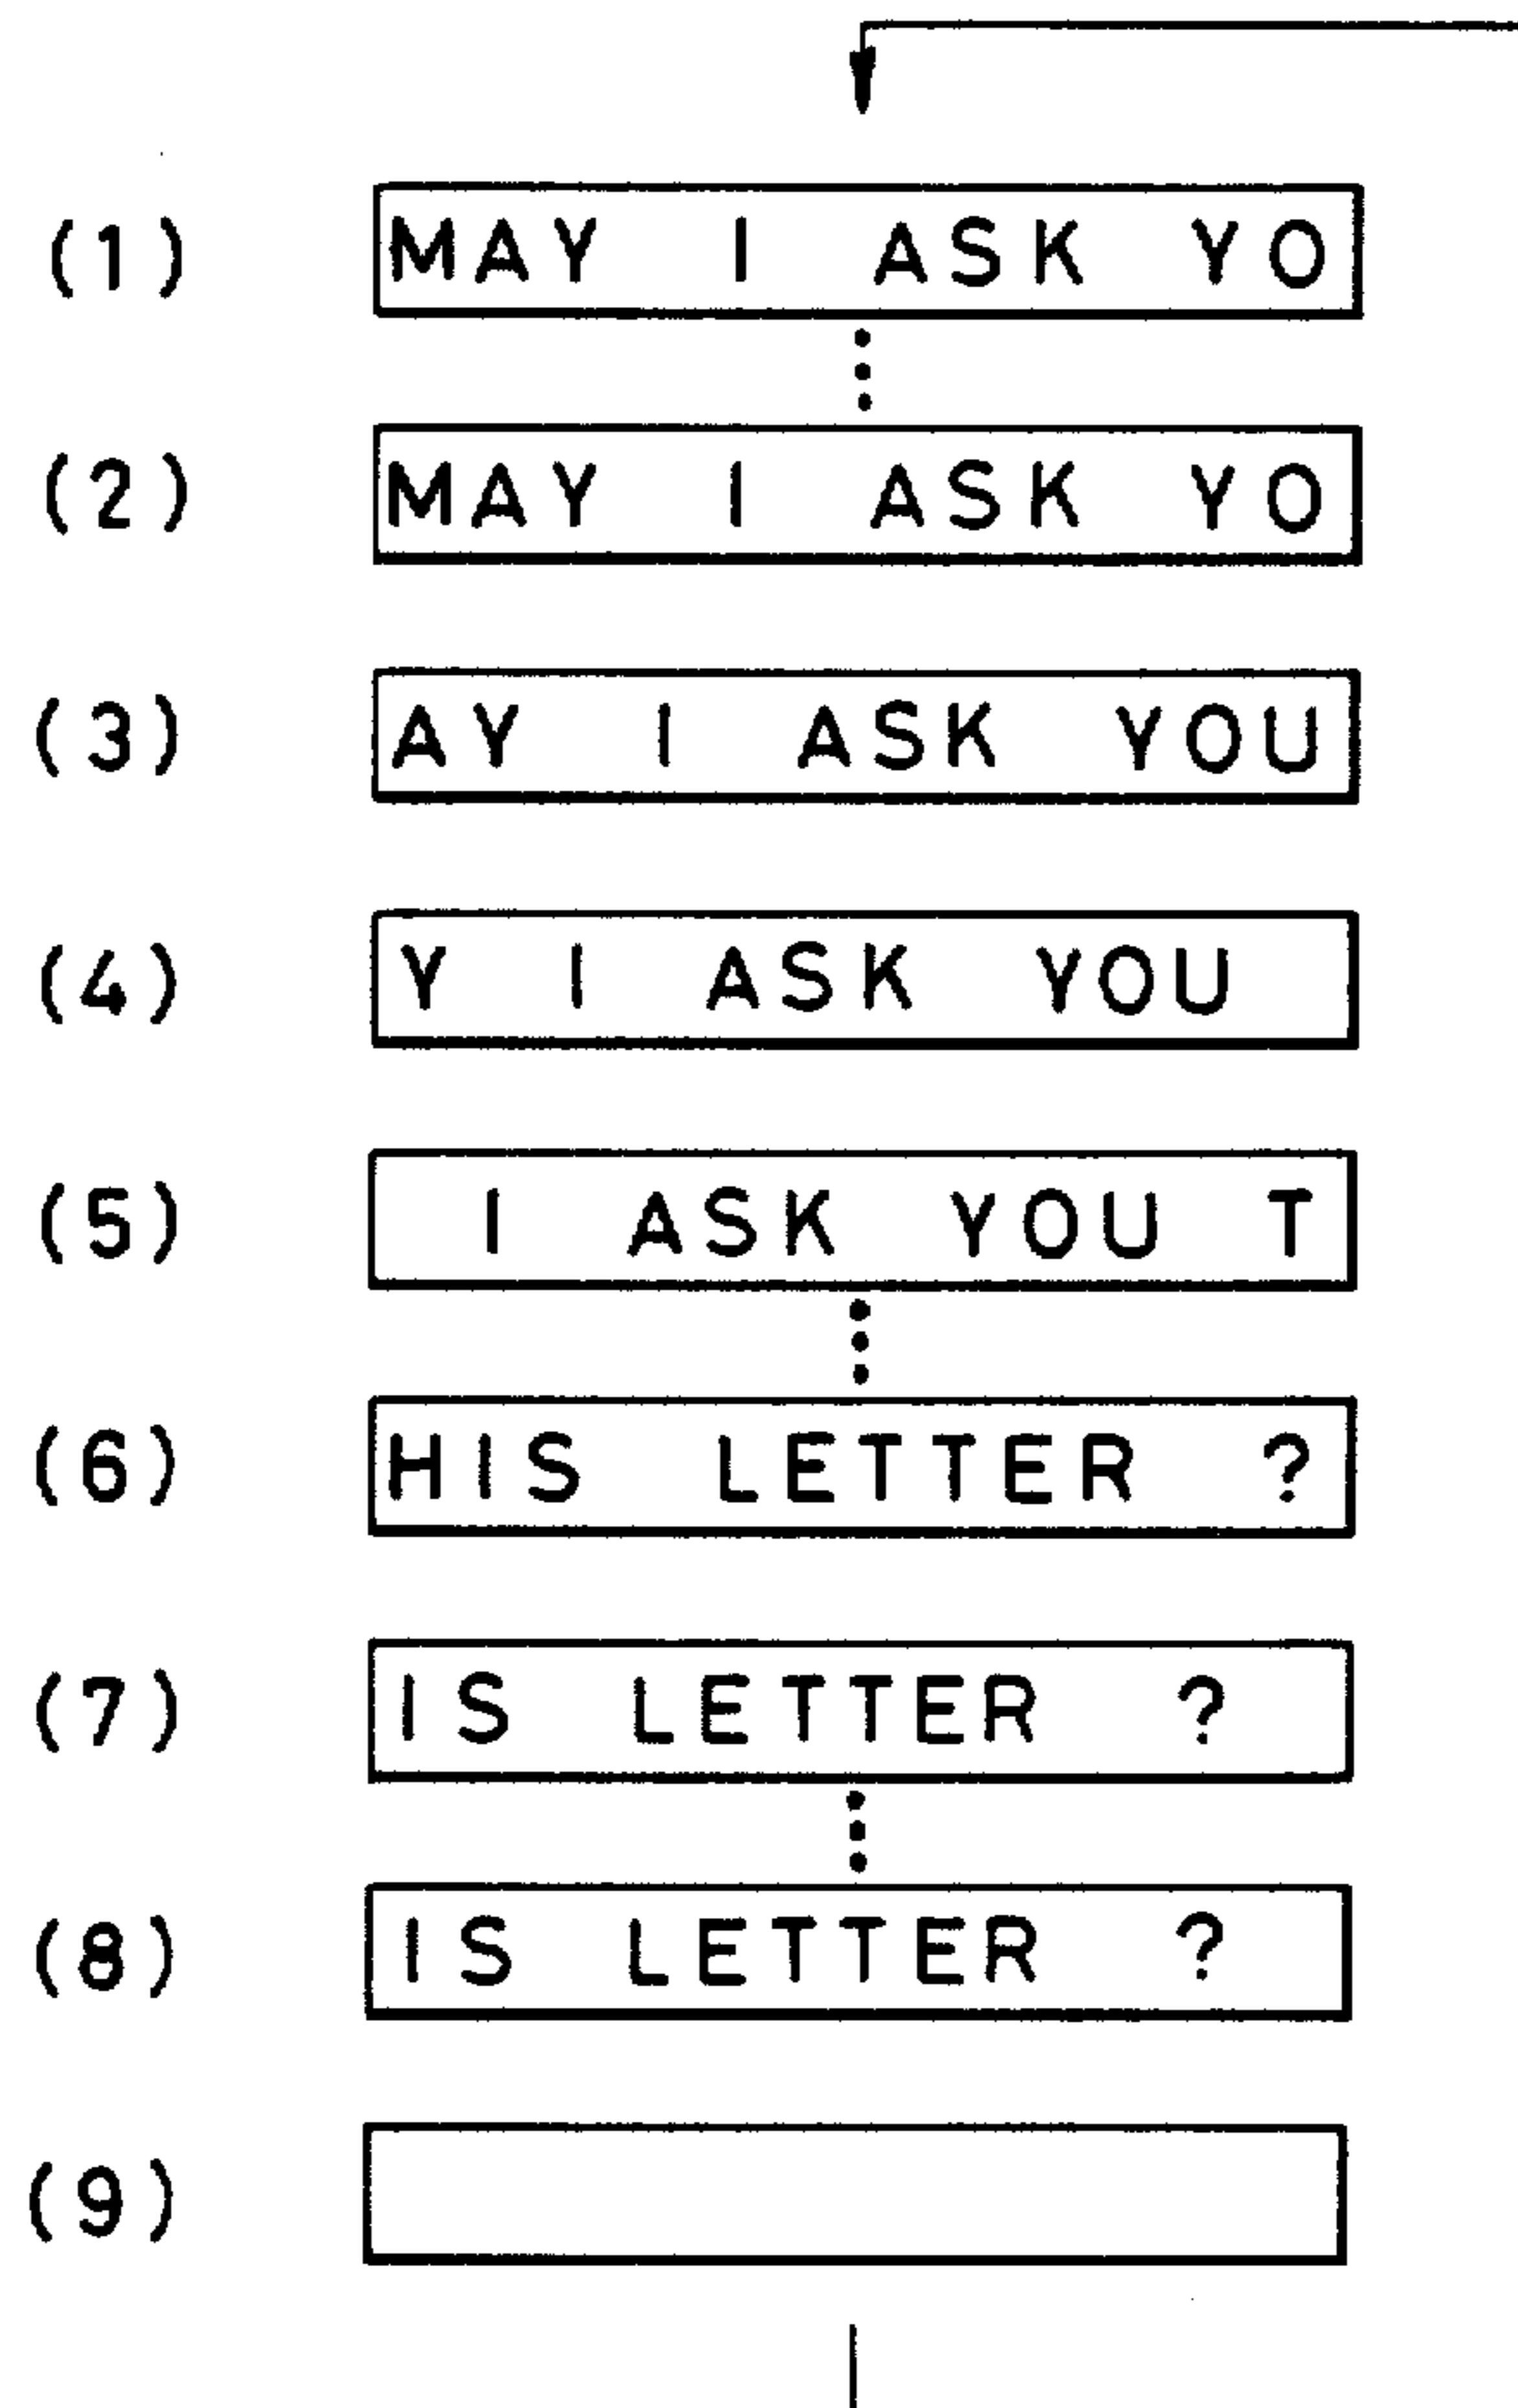 (1) MAY I ASK YO
(2) MAY I ASK YO
(3) AY I ASK YOU
(4) Y I ASK YOU
(5) I ASK YOU T
(6) HIS LETTER ?
(7) IS LETTER ?
(8) IS LETTER ?
(9)